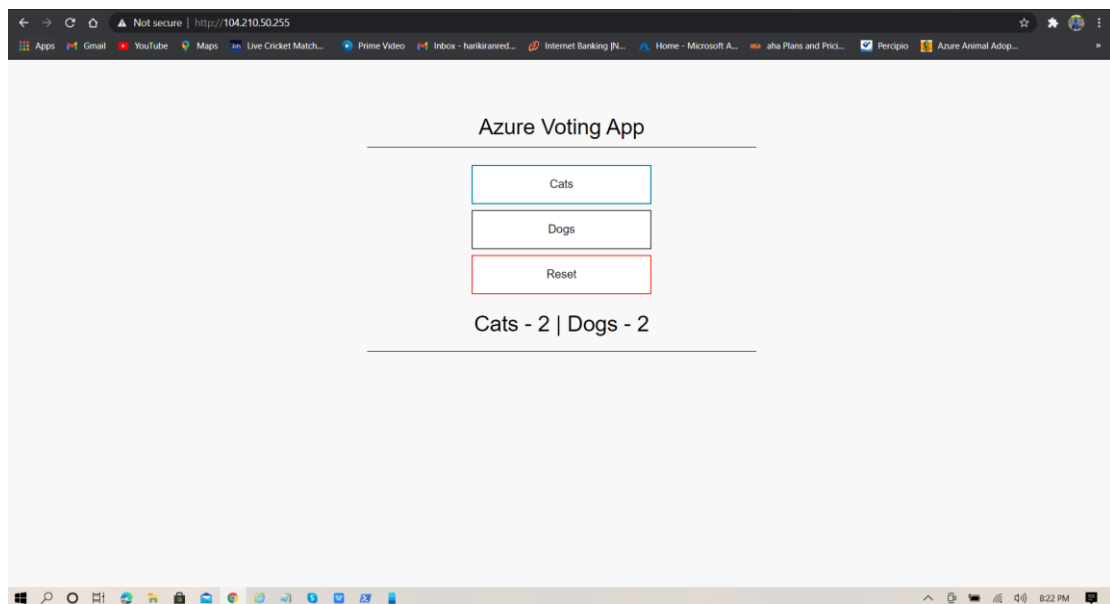 Not secure | http://104.210.50.255
Apps Gmail YouTube Maps Live Cricket Match... Prime Video Inbox - harikiranred... Internet Banking |N... Home - Microsoft A... aha Plans and Prici... Percipio Azure Animal Adop... »
Azure Voting App
Cats
Dogs
Reset
Cats - 2 | Dogs - 2
8:22 PM